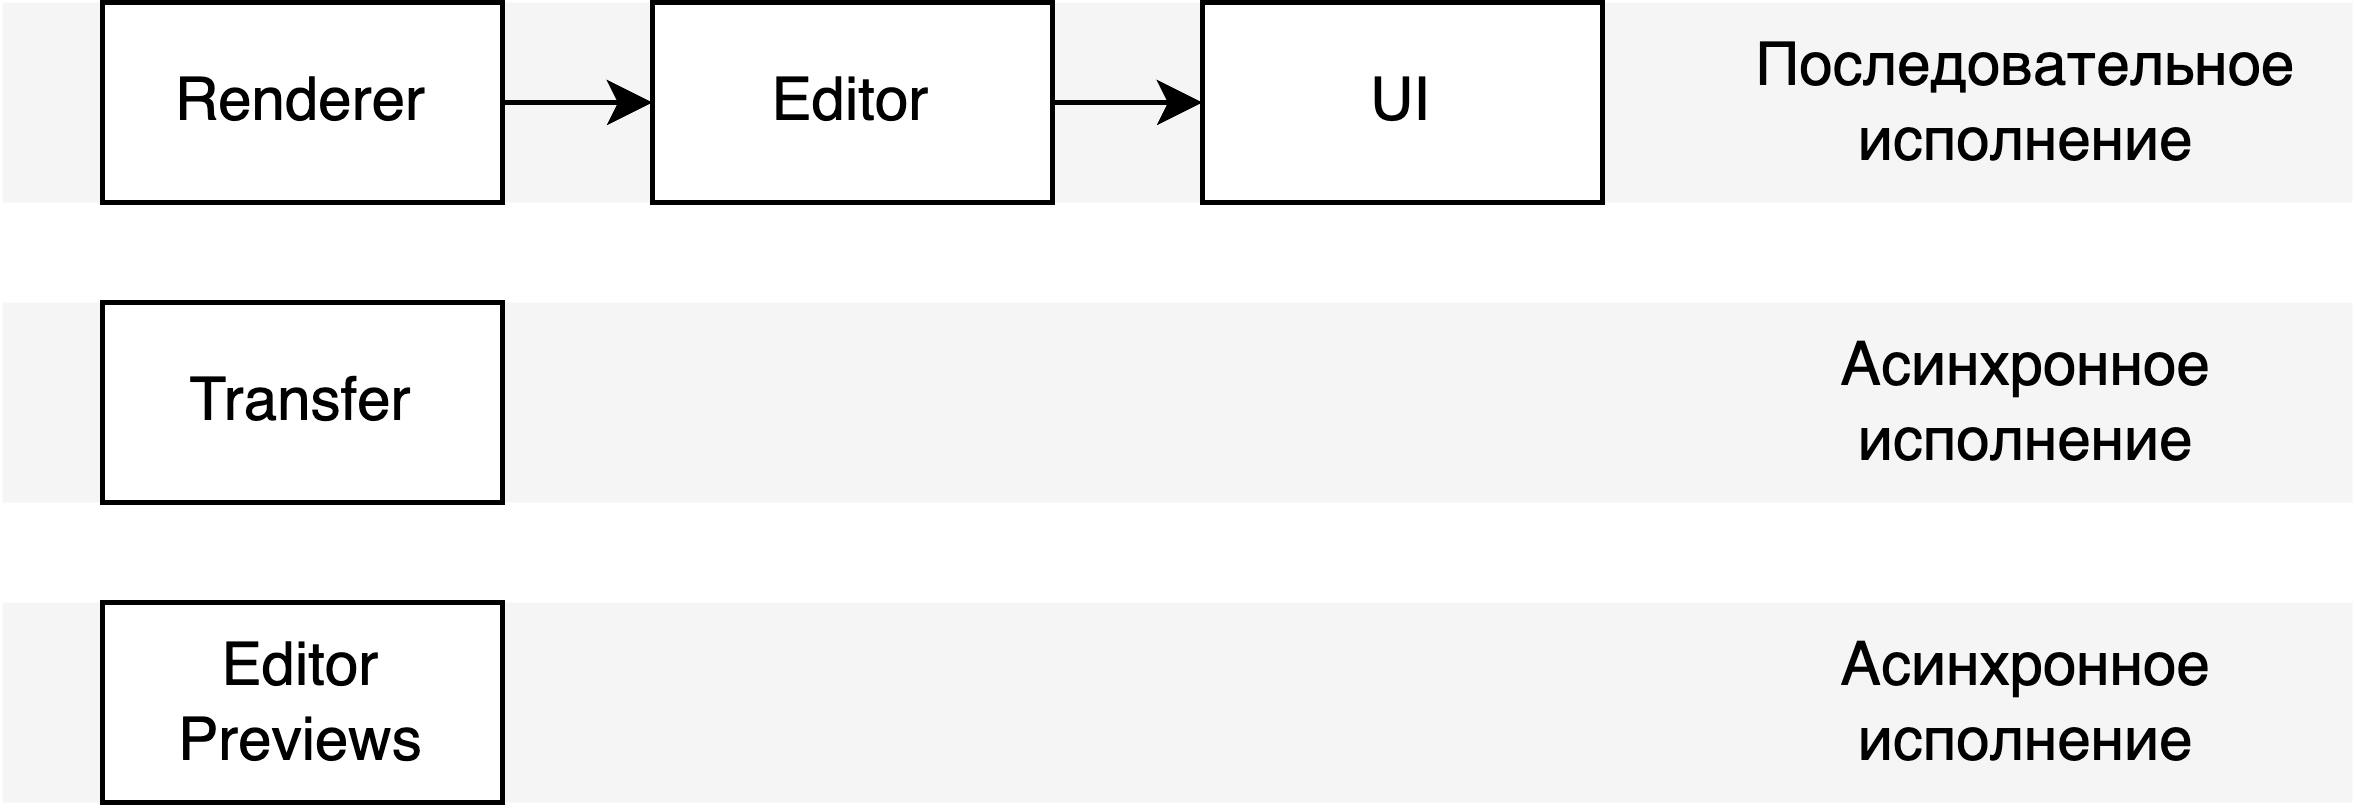 Renderer
Editor
UI
Последовательное
исполнение
Transfer
Асинхронное
исполнение
Editor
Previews
Асинхронное
исполнение